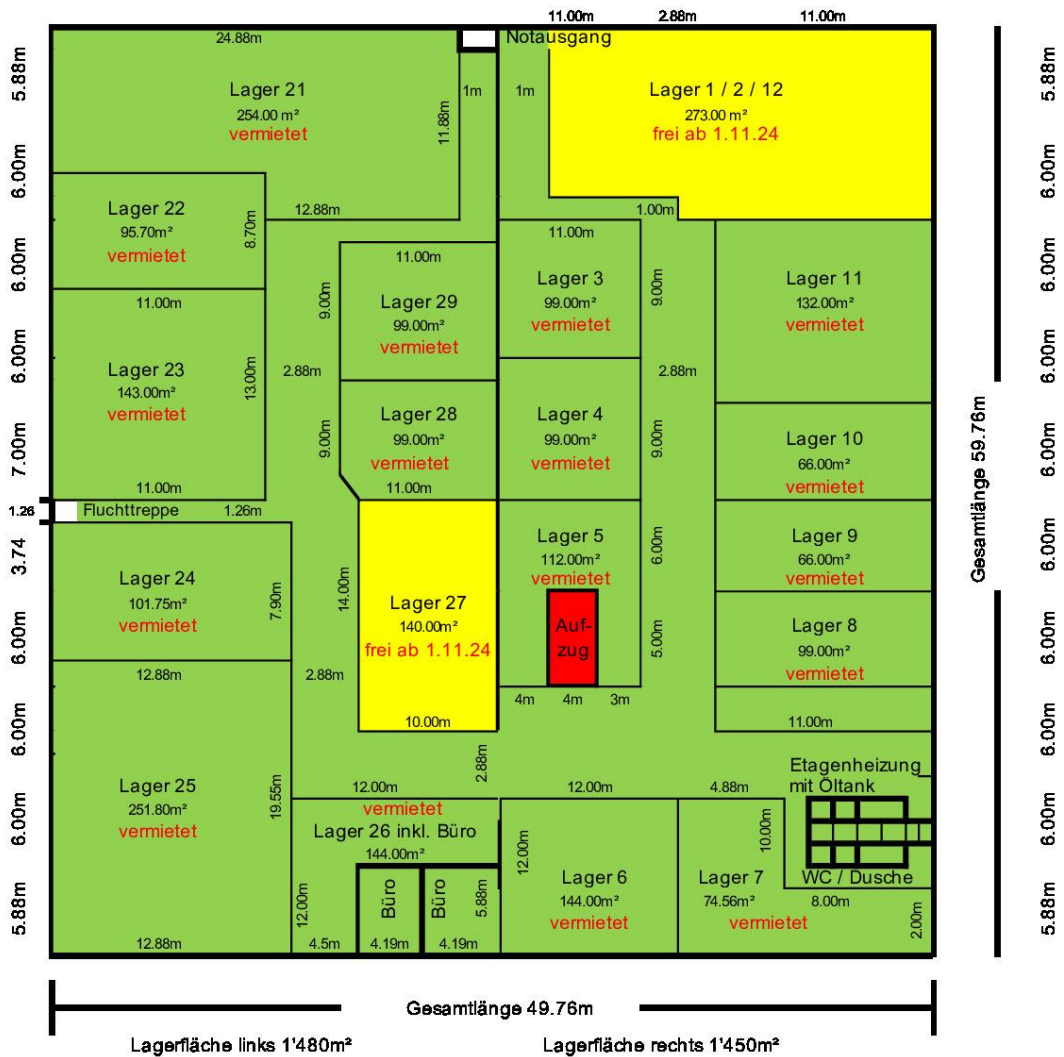 11.00m 2.88m 11.00m
5.88m
6.00m
6.00m
6.00m
7.00m
1.26
3.74
6.00m
6.00m
6.00m
5.88m
24.88m
Notausgang
Lager 21
254.00 m²
vermietet
11.88m
1m
1m
Lager 1 / 2 / 12
273.00 m²
frei ab 1.11.24
12.88m
1.00m
Lager 22
95.70m²
vermietet
8.70m
11.00m
11.00m
Lager 29
99.00m²
vermietet
9.00m
11.00m
Lager 3
99.00m²
vermietet
9.00m
Lager 11
132.00m²
vermietet
Lager 23
143.00m²
vermietet
13.00m
11.00m
2.88m
Lager 28
99.00m²
vermietet
9.00m
11.00m
Lager 4
99.00m²
vermietet
9.00m
2.88m
Lager 10
66.00m²
vermietet
Fluchttreppe 1.26m
Lager 24
101.75m²
vermietet
7.90m
12.88m
14.00m
Lager 27
140.00m²
frei ab 1.11.24
10.00m
2.88m
Lager 5
112.00m²
vermietet
6.00m
5.00m
Auf-
zug
4m 4m 3m
Lager 9
66.00m²
vermietet
Lager 8
99.00m²
vermietet
11.00m
Lager 25
251.80m²
vermietet
19.55m
12.88m
2.88m
12.00m
vermietet
Lager 26 inkl. Büro
144.00m²
12.00m
Büro
Büro
5.88m
4.5m 4.19m 4.19m
12.00m
12.00m
Lager 6
144.00m²
vermietet
4.88m
10.00m
Lager 7
74.56m²
vermietet
Etagenheizung
mit Öltank
WC / Dusche
8.00m
2.00m
Gesamtlänge 59.76m
5.88m
6.00m
6.00m
6.00m
6.00m
6.00m
6.00m
6.00m
6.00m
5.88m
Gesamtlänge 49.76m
Lagerfläche links 1'480m² Lagerfläche rechts 1'450m²